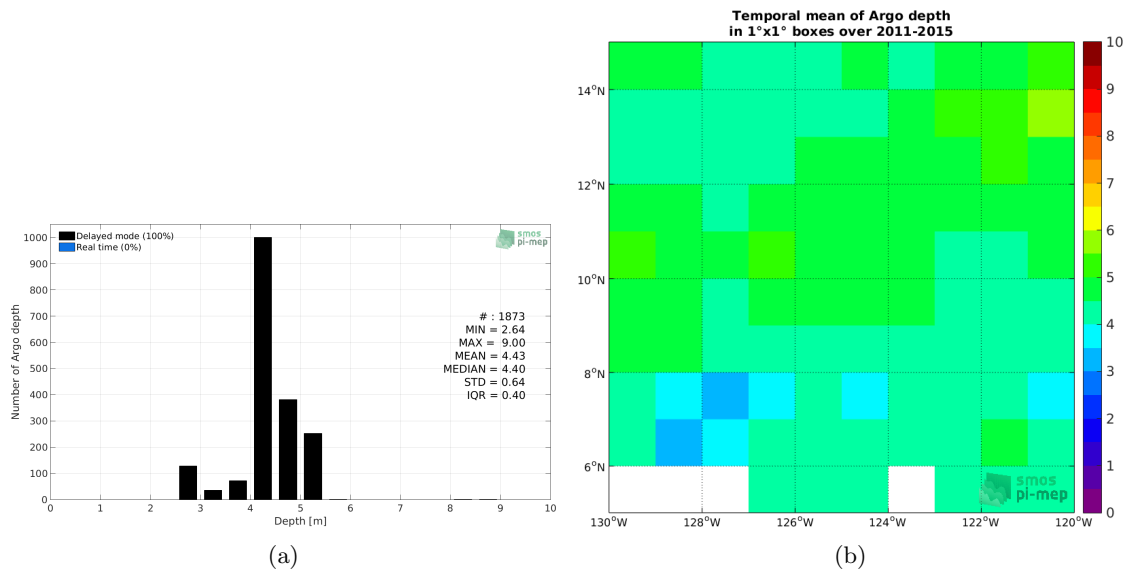 Delayed mode (100%)
Real time (0%)
smos
pi-mep
# : 1873
MIN = 2.64
MAX = 9.00
MEAN = 4.43
MEDIAN = 4.40
STD = 0.64
IQR = 0.40
Number of Argo depth
1000
900
800
700
600
500
400
300
200
100
0
0 1 2 3 4 5 6 7 8 9 10
Depth [m]
(a)
Temporal mean of Argo depth
in 1°x1° boxes over 2011-2015
14°N
12°N
10°N
8°N
6°N
130°W 128°W 126°W 124°W 122°W 120°W
smos
pi-mep
10
9
8
7
6
5
4
3
2
1
0
(b)